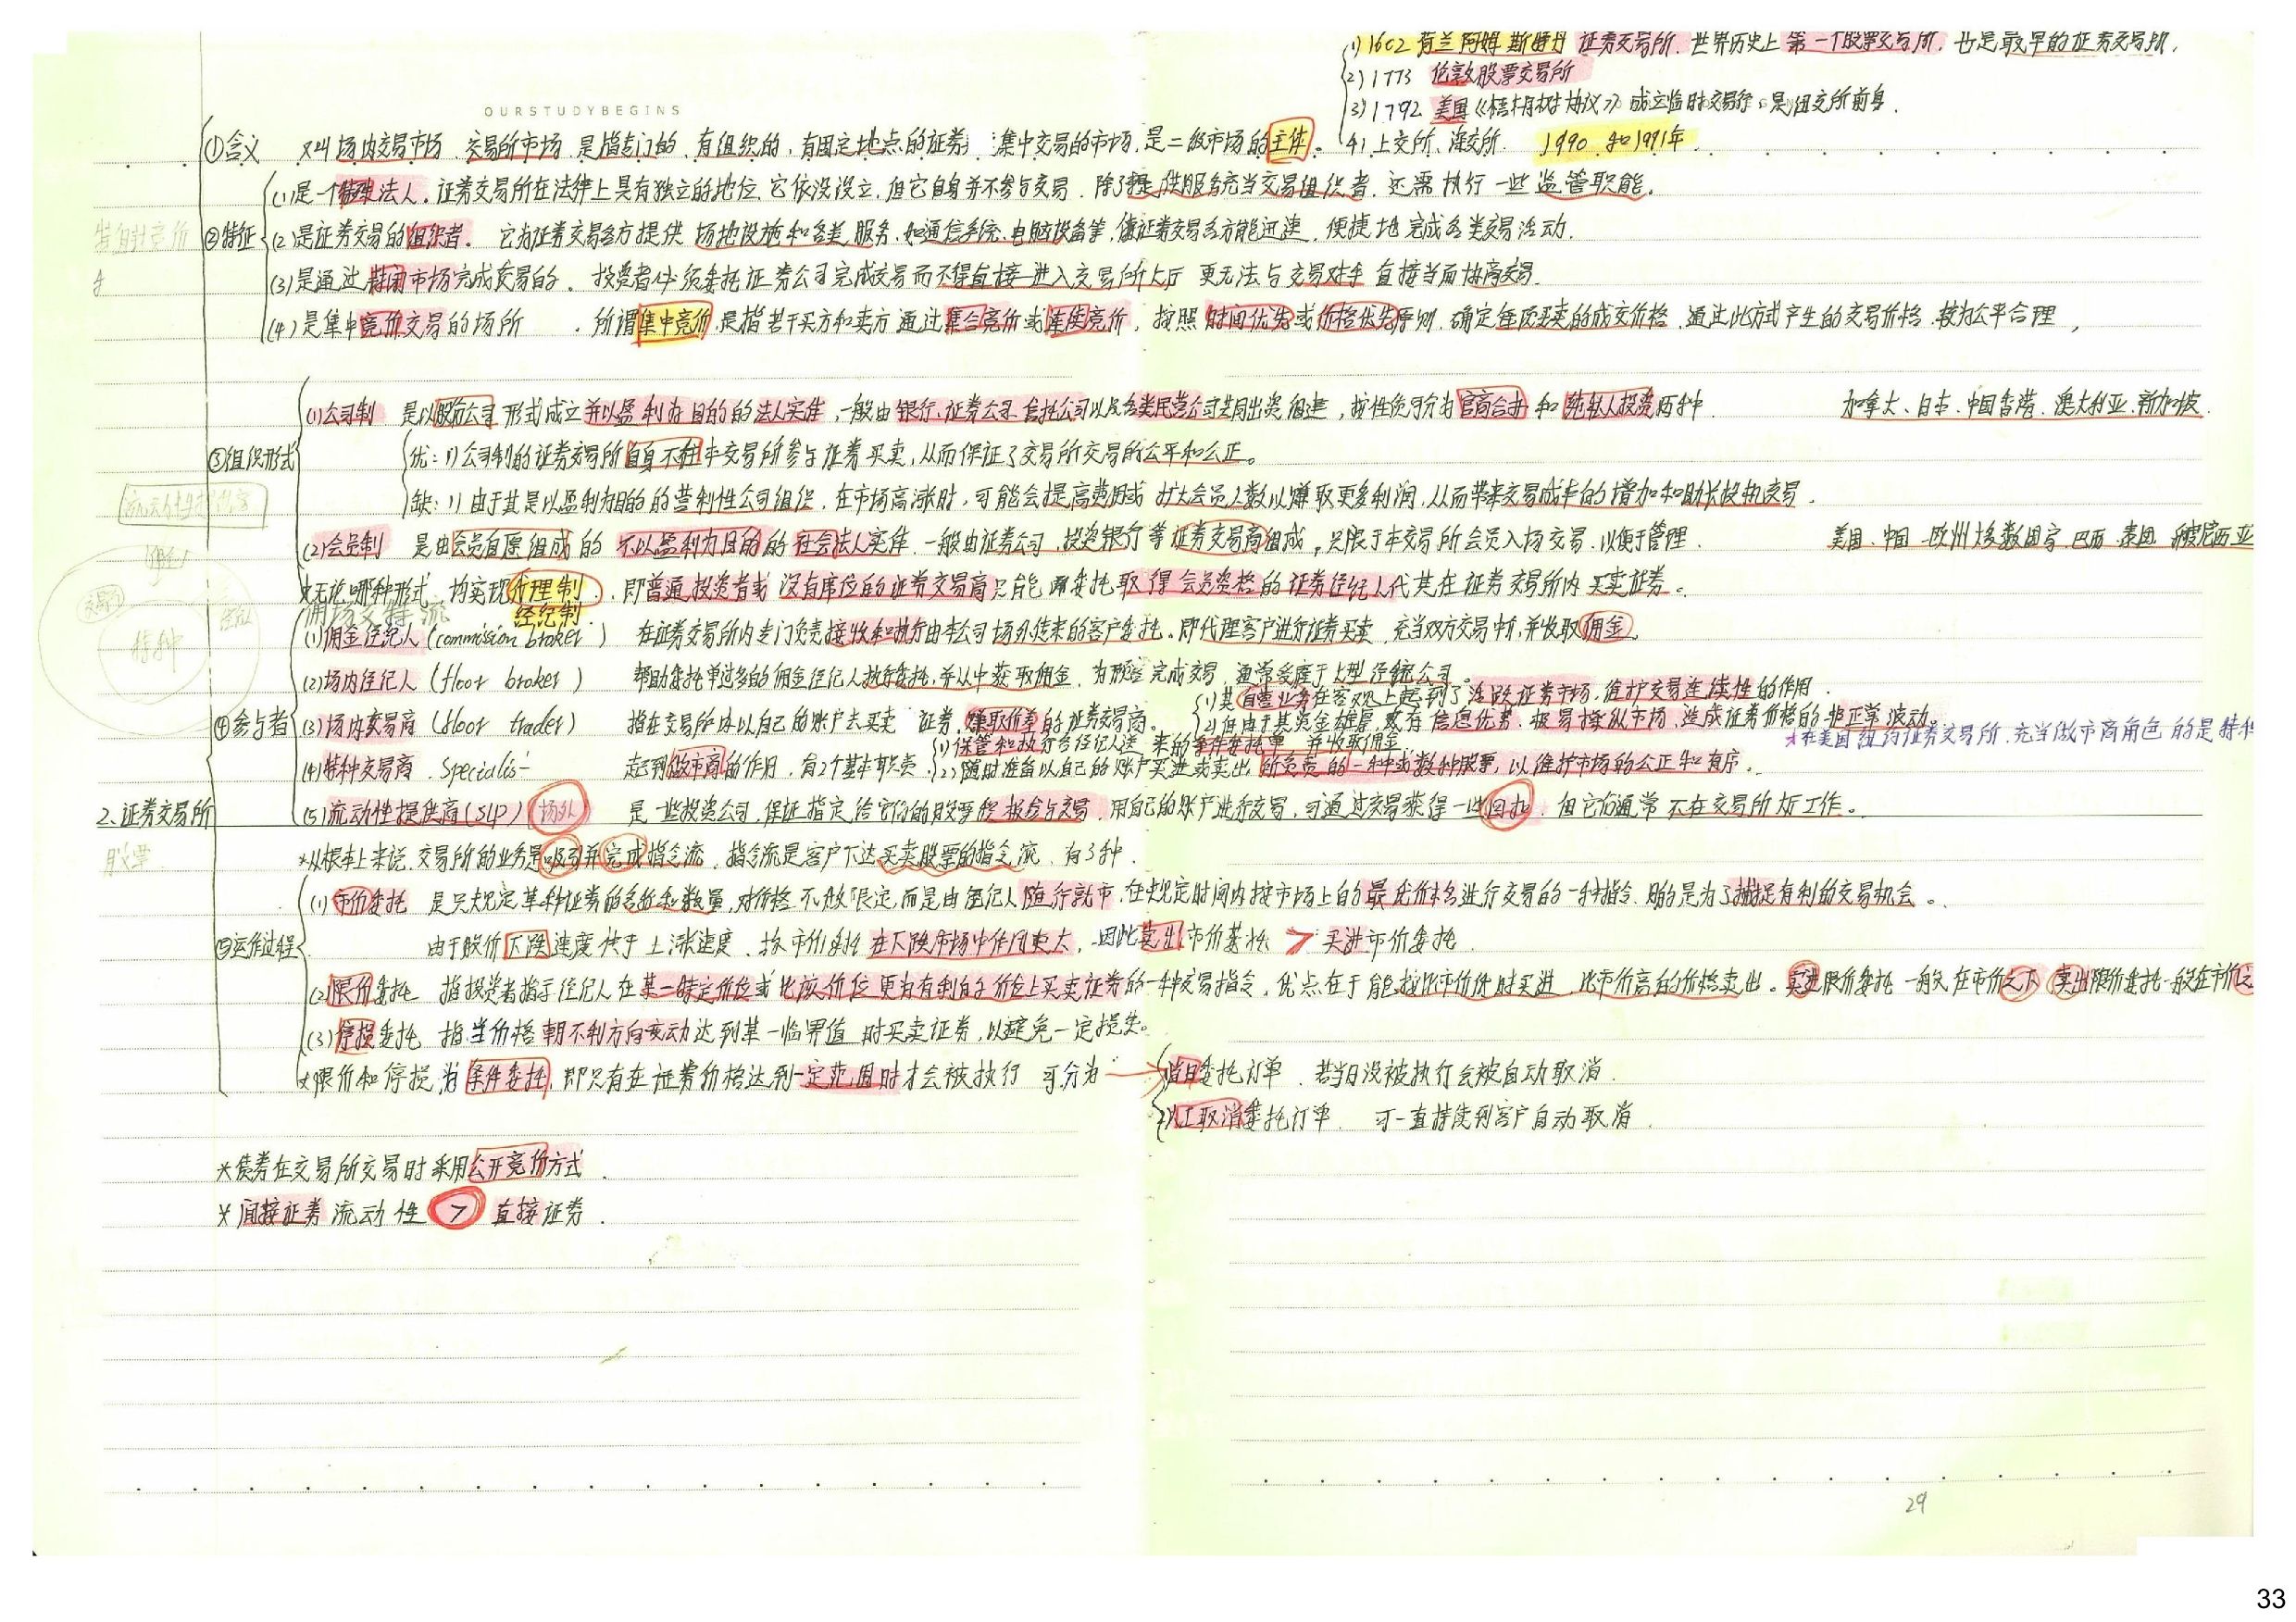 (1) 1602 荷兰阿姆斯特丹 证券交易所. 世界历史上第一个股票交易所, 也是最早的证券交易所,
(2) 1773 伦敦股票交易所
(3) 1792 美国《梧桐树协议》成立临时交易行, 是纽交所前身.
(4) 上交所、深交所. 1990 和 1991年
OURSTUDYBEGINS
①含义 又叫场内交易市场、交易所市场, 是指专门的、有组织的, 有固定地点的证券 集中交易的市场, 是二级市场的主体。
②特征
(1)是一个特殊法人. 证券交易所在法律上具有独立的地位, 它依法设立, 但它自身并不参与交易. 除了提供服务充当交易组织者, 还需执行一些监管职能.
(2)是证券交易的组织者。它为证券交易各方提供 场地设施和各类服务, 如通信系统、电脑设备等, 使证券交易各方能迅速、便捷地完成各类交易活动.
(3)是通过封闭市场完成交易的. 投资者必须委托证券公司完成交易而不得直接进入交易所大厅 更无法与交易对手直接当面协商交易.
(4)是集中竞价交易的场所. 所谓集中竞价, 是指若干买方和卖方通过集合竞价或连续竞价, 按照时间优先或价格优先原则, 确定每项买卖的成交价格, 通过此方式产生的交易价格, 较为公平合理,
③组织形式
(1)公司制 是以股份公司形式成立并以盈利为目的的法人实体, 一般由银行、证券公司、信托公司以及各类民营公司共同出资组建, 按性质可分为官商合办和纯私人投资两种. 加拿大、日本、中国香港、澳大利亚、新加坡.
优: 1) 公司制的证券交易所自身不在本交易所参与证券买卖, 从而保证了交易所交易的公平和公正。
缺: 1) 由于其是以盈利为目的的营利性公司组织, 在市场高涨时, 可能会提高费用或扩大会员人数以赚取更多利润, 从而带来交易成本的增加和助长投机交易.
(2)会员制 是由会员自愿组成的 不以盈利为目的的社会法人实体. 一般由证券公司、投资银行等证券交易商组成, 只限于本交易所会员入场交易, 以便于管理. 美国、中国、欧州大多数国家、巴西、泰国、印度尼西亚
*无论哪种形式 均实现代理制. 即普通投资者或没有席位的证券交易商只能委托取得会员资格的证券经纪人代其在证券交易所内买卖证券。
经纪制
佣场交特流
④参与者
(1)佣金经纪人 (commission broker) 在证券交易所内专门负责接收和执行由本公司场外传来的客户委托. 即代理客户进行证券买卖, 充当双方交易中介, 并收取佣金
(2)场内经纪人 (floor broker) 帮助委托单过多的佣金经纪人执行委托, 并从中获取佣金, 通常受雇于大型经纪公司.
(3)场内交易商 (floor trader) 指在交易所内以自己的账户去买卖 证券, 赚取价差的证券交易商。
(1) 其自营业务在客观上起到了活跃证券市场, 维护交易连续性的作用.
(2) 但由于其资金雄厚, 或有信息优势, 极易操纵市场, 造成证券价格的非正常波动
(4)特种交易商. Specialis- 起到做市商的作用, 有2个基本职责
(1) 保管和执行各经纪人送来的条件委托单 并收取佣金
(2) 随时准备以自己的账户买进或卖出 所负责的一种或数种股票, 以维护市场的公正和有序.
*在美国纽约证券交易所, 充当做市商角色的是特种
2. 证券交易所
(5)流动性提供商(SLP) 场外 是一些投资公司, 保证指定给它们的股票能报价与交易, 用自己的账户进行交易, 可通过交易获得一些回扣, 但它们通常不在交易所大厅工作。
股票
*从根本上来说, 交易所的业务是吸引并完成指令流. 指令流是客户下达买卖股票的指令流, 有3种.
⑤运作过程
(1)市价委托 是只规定某种证券的名称和数量, 对价格不做限定, 而是由经纪人随行就市, 在规定时间内按市场上的最优价格进行交易的一种指令. 目的是为了捕捉有利的交易机会。
由于股价下跌速度快于上涨速度, 故市价委托在下跌市场中作用更大, 因此卖出市价委托 > 买进市价委托.
(2)限价委托 指投资者指示经纪人在某一特定价位或比该价位更为有利的价位上买卖证券的一种交易指令. 优点在于能按比市价低时买进, 比市价高的价格卖出。买进限价委托一般在市价之下 卖出限价委托一般在市价之
(3)停损委托 指当价格朝不利方向变动达到某一临界值时买卖证券, 以避免一定损失。
*限价和停损为条件委托, 即只有在证券价格达到一定范围时才会被执行 可分为
当日委托订单. 若当日没被执行会被自动取消.
取消委托订单. 可一直持续到客户自动取消.
*债券在交易所交易时采用公开竞价方式.
*间接证券流动性 > 直接证券.
29
33